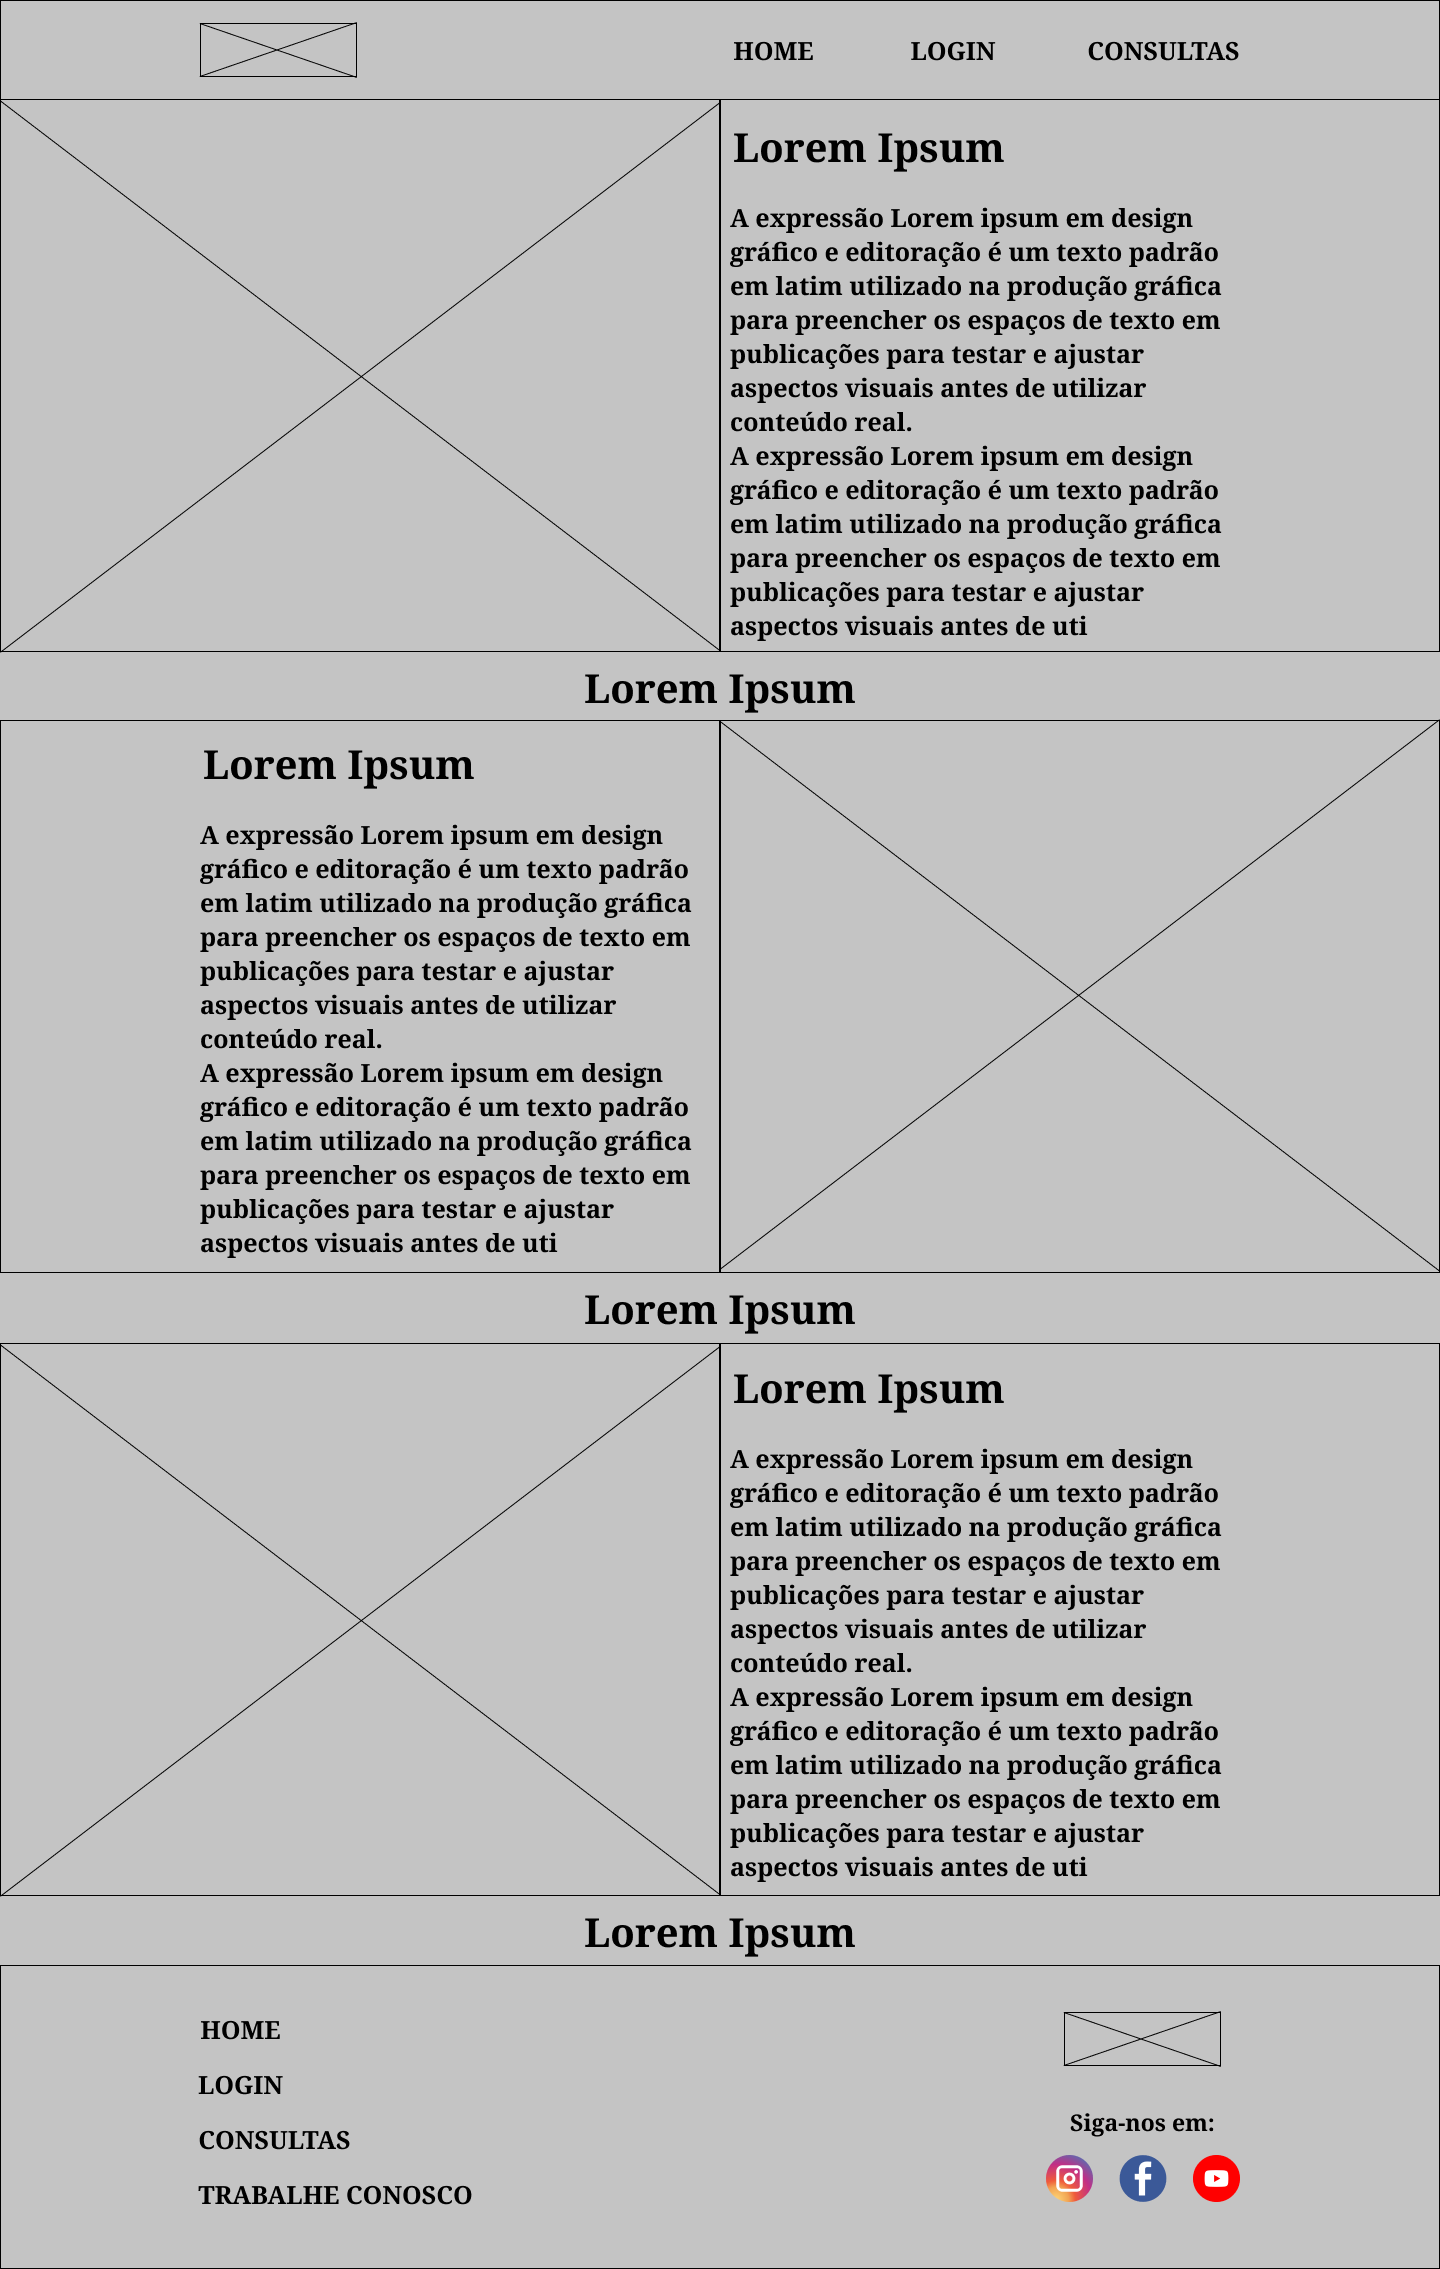 HOME LOGIN CONSULTAS
Lorem Ipsum
A expressão Lorem ipsum em design
gráfico e editoração é um texto padrão
em latim utilizado na produção gráfica
para preencher os espaços de texto em
publicações para testar e ajustar
aspectos visuais antes de utilizar
conteúdo real.
A expressão Lorem ipsum em design
gráfico e editoração é um texto padrão
em latim utilizado na produção gráfica
para preencher os espaços de texto em
publicações para testar e ajustar
aspectos visuais antes de uti
Lorem Ipsum
Lorem Ipsum
A expressão Lorem ipsum em design
gráfico e editoração é um texto padrão
em latim utilizado na produção gráfica
para preencher os espaços de texto em
publicações para testar e ajustar
aspectos visuais antes de utilizar
conteúdo real.
A expressão Lorem ipsum em design
gráfico e editoração é um texto padrão
em latim utilizado na produção gráfica
para preencher os espaços de texto em
publicações para testar e ajustar
aspectos visuais antes de uti
Lorem Ipsum
Lorem Ipsum
A expressão Lorem ipsum em design
gráfico e editoração é um texto padrão
em latim utilizado na produção gráfica
para preencher os espaços de texto em
publicações para testar e ajustar
aspectos visuais antes de utilizar
conteúdo real.
A expressão Lorem ipsum em design
gráfico e editoração é um texto padrão
em latim utilizado na produção gráfica
para preencher os espaços de texto em
publicações para testar e ajustar
aspectos visuais antes de uti
Lorem Ipsum
HOME
LOGIN
CONSULTAS
TRABALHE CONOSCO
Siga-nos em: